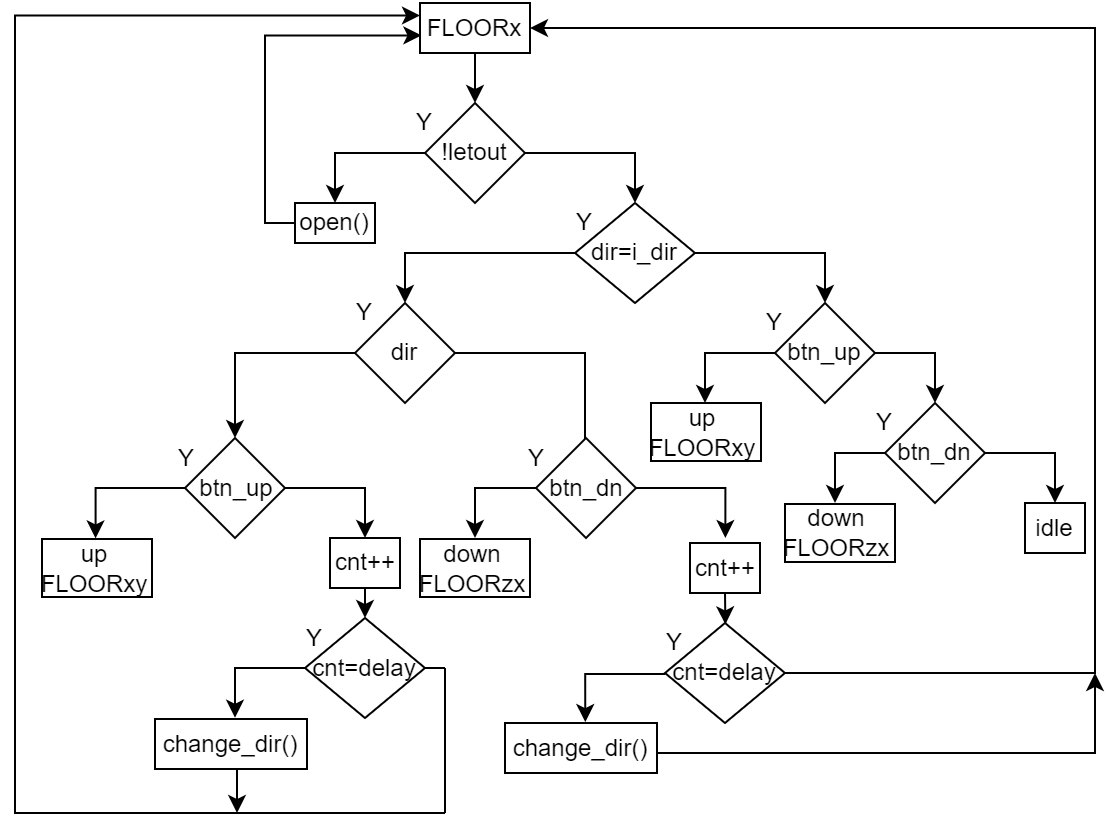 FLOORx
Y
!letout
open()
Y
dir=i_dir
Y
dir
Y
btn_up
up
FLOORxy
Y
btn_dn
down
FLOORzx
idle
Y
btn_up
up
FLOORxy
cnt++
Y
btn_dn
down
FLOORzx
cnt++
Y
cnt=delay
change_dir()
Y
cnt=delay
change_dir()